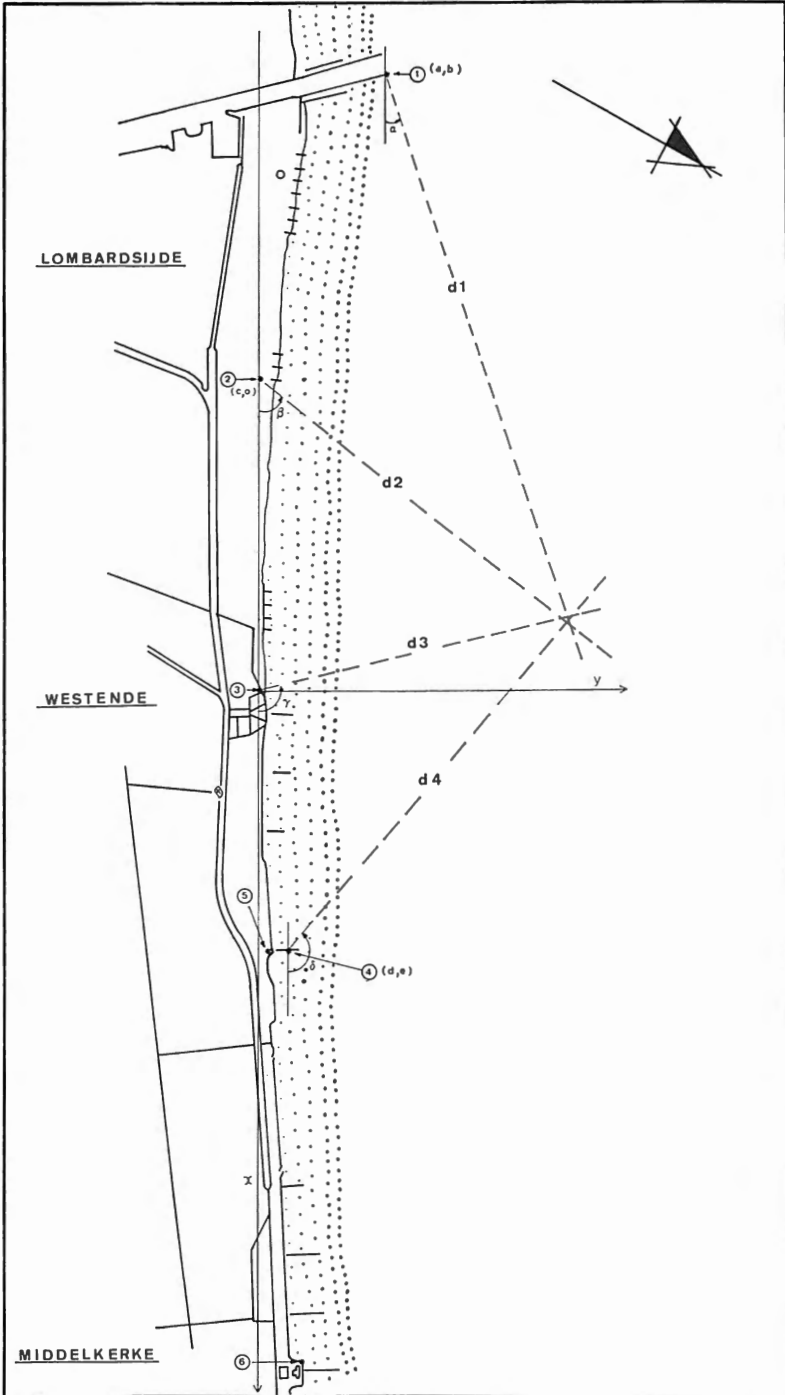 ① (a,b)
α
LOMBARDSIJDE
d1
②
(c,o)
β
d2
d3
③
y
WESTENDE
γ
d4
⑤
④ (d,e)
δ
x
MIDDELKERKE
⑥